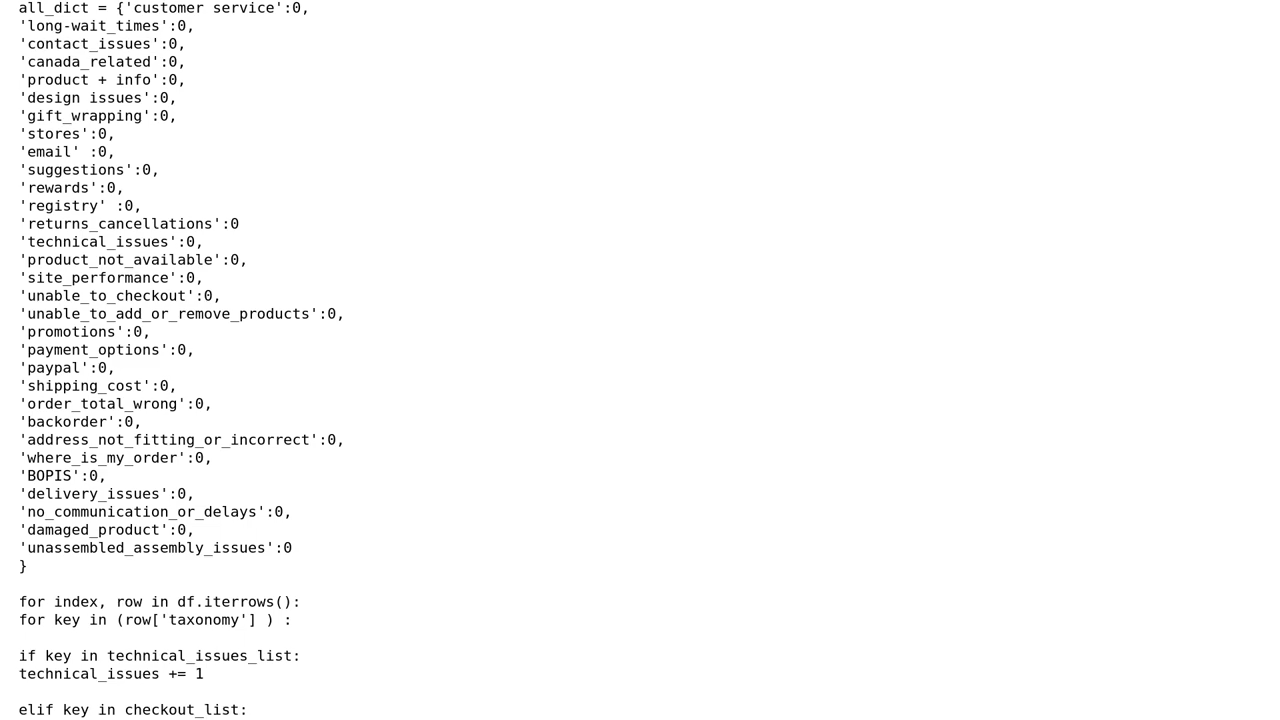 all_dict = {'customer service':0,
'long-wait_times':0,
'contact_issues':0,
'canada_related':0,
'product + info':0,
'design issues':0,
'gift_wrapping':0,
'stores':0,
'email' :0,
'suggestions':0,
'rewards':0,
'registry' :0,
'returns_cancellations':0
'technical_issues':0,
'product_not_available':0,
'site_performance':0,
'unable_to_checkout':0,
'unable_to_add_or_remove_products':0,
'promotions':0,
'payment_options':0,
'paypal':0,
'shipping_cost':0,
'order_total_wrong':0,
'backorder':0,
'address_not_fitting_or_incorrect':0,
'where_is_my_order':0,
'BOPIS':0,
'delivery_issues':0,
'no_communication_or_delays':0,
'damaged_product':0,
'unassembled_assembly_issues':0
}
for index, row in df.iterrows():
for key in (row['taxonomy'] ) :
if key in technical_issues_list:
technical_issues += 1
elif key in checkout_list: